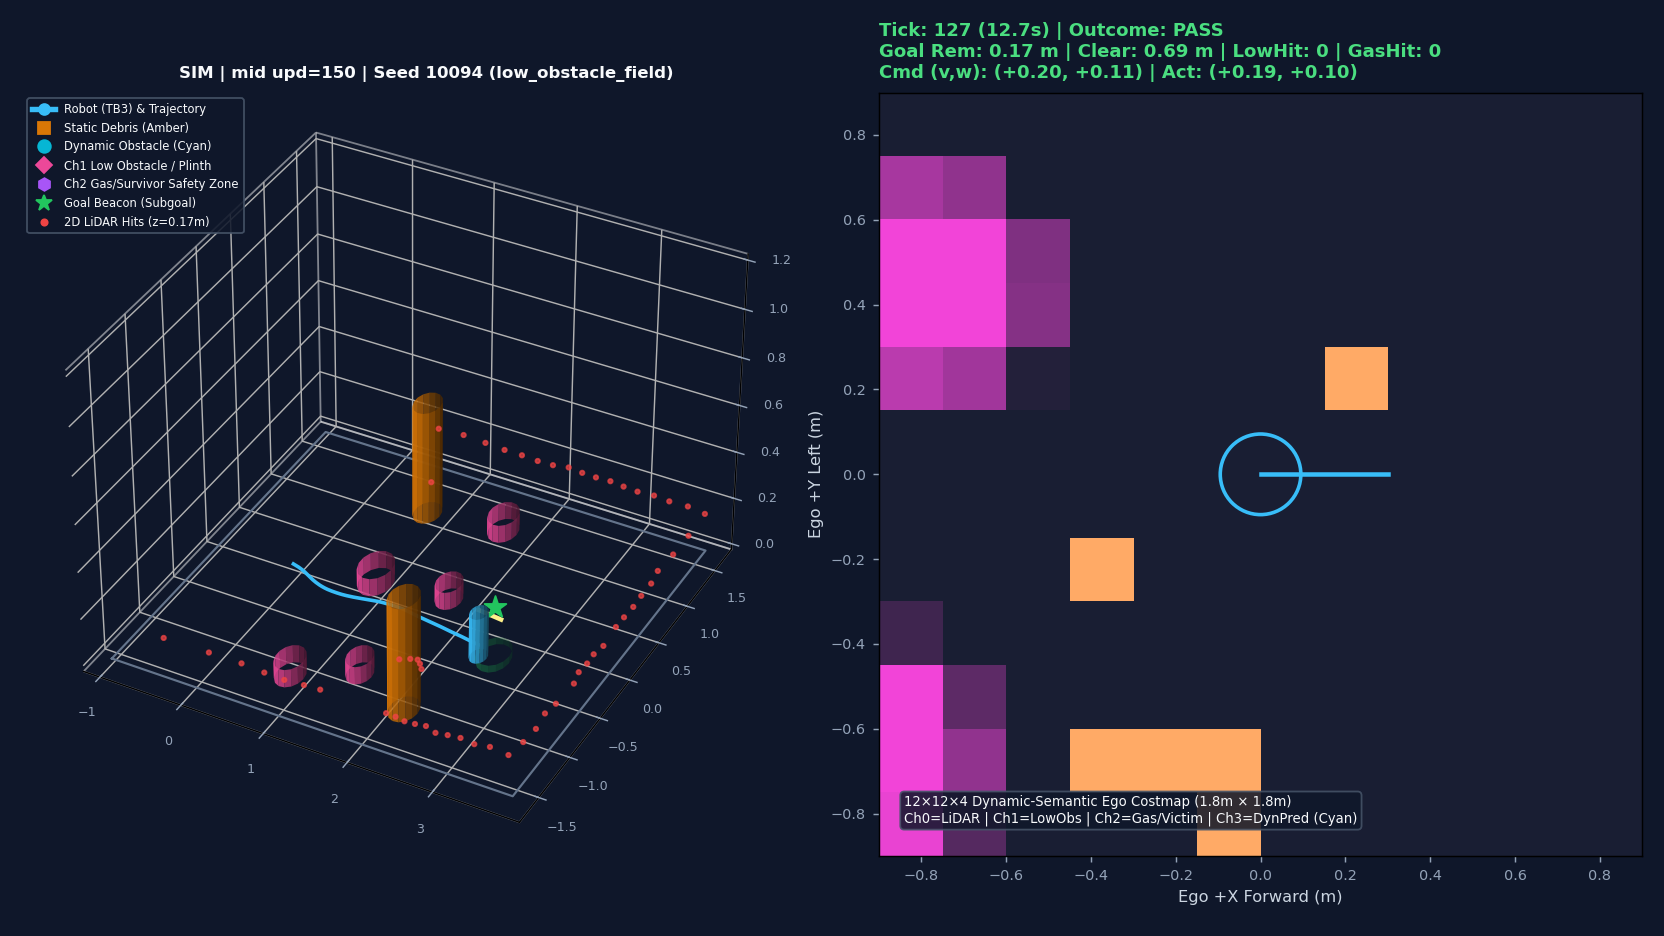 SIM | mid upd=150 | Seed 10094 (low_obstacle_field)
Robot (TB3) & Trajectory
Static Debris (Amber)
Dynamic Obstacle (Cyan)
Ch1 Low Obstacle / Plinth
Ch2 Gas/Survivor Safety Zone
Goal Beacon (Subgoal)
2D LiDAR Hits (z=0.17m)
1.2
1.0
0.8
0.6
0.4
0.2
0.0
1.5
1.0
0.5
0.0
−0.5
−1.0
−1.5
−1
0
1
2
3
Tick: 127 (12.7s) | Outcome: PASS
Goal Rem: 0.17 m | Clear: 0.69 m | LowHit: 0 | GasHit: 0
Cmd (v,w): (+0.20, +0.11) | Act: (+0.19, +0.10)
Ego +Y Left (m)
0.8
0.6
0.4
0.2
0.0
−0.2
−0.4
−0.6
−0.8
12×12×4 Dynamic-Semantic Ego Costmap (1.8m × 1.8m)
Ch0=LiDAR | Ch1=LowObs | Ch2=Gas/Victim | Ch3=DynPred (Cyan)
−0.8 −0.6 −0.4 −0.2 0.0 0.2 0.4 0.6 0.8
Ego +X Forward (m)